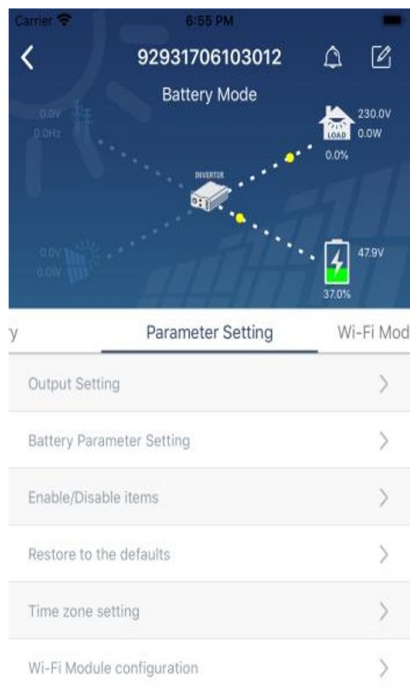 Carrier 6:55 PM
92931706103012
Battery Mode
0.0V
0.0Hz
230.0V
LOAD 0.0W
0.0%
INVERTER
0.0V
0.0W
47.9V
37.0%
ry Parameter Setting Wi-Fi Mod
Output Setting
Battery Parameter Setting
Enable/Disable items
Restore to the defaults
Time zone setting
Wi-Fi Module configuration